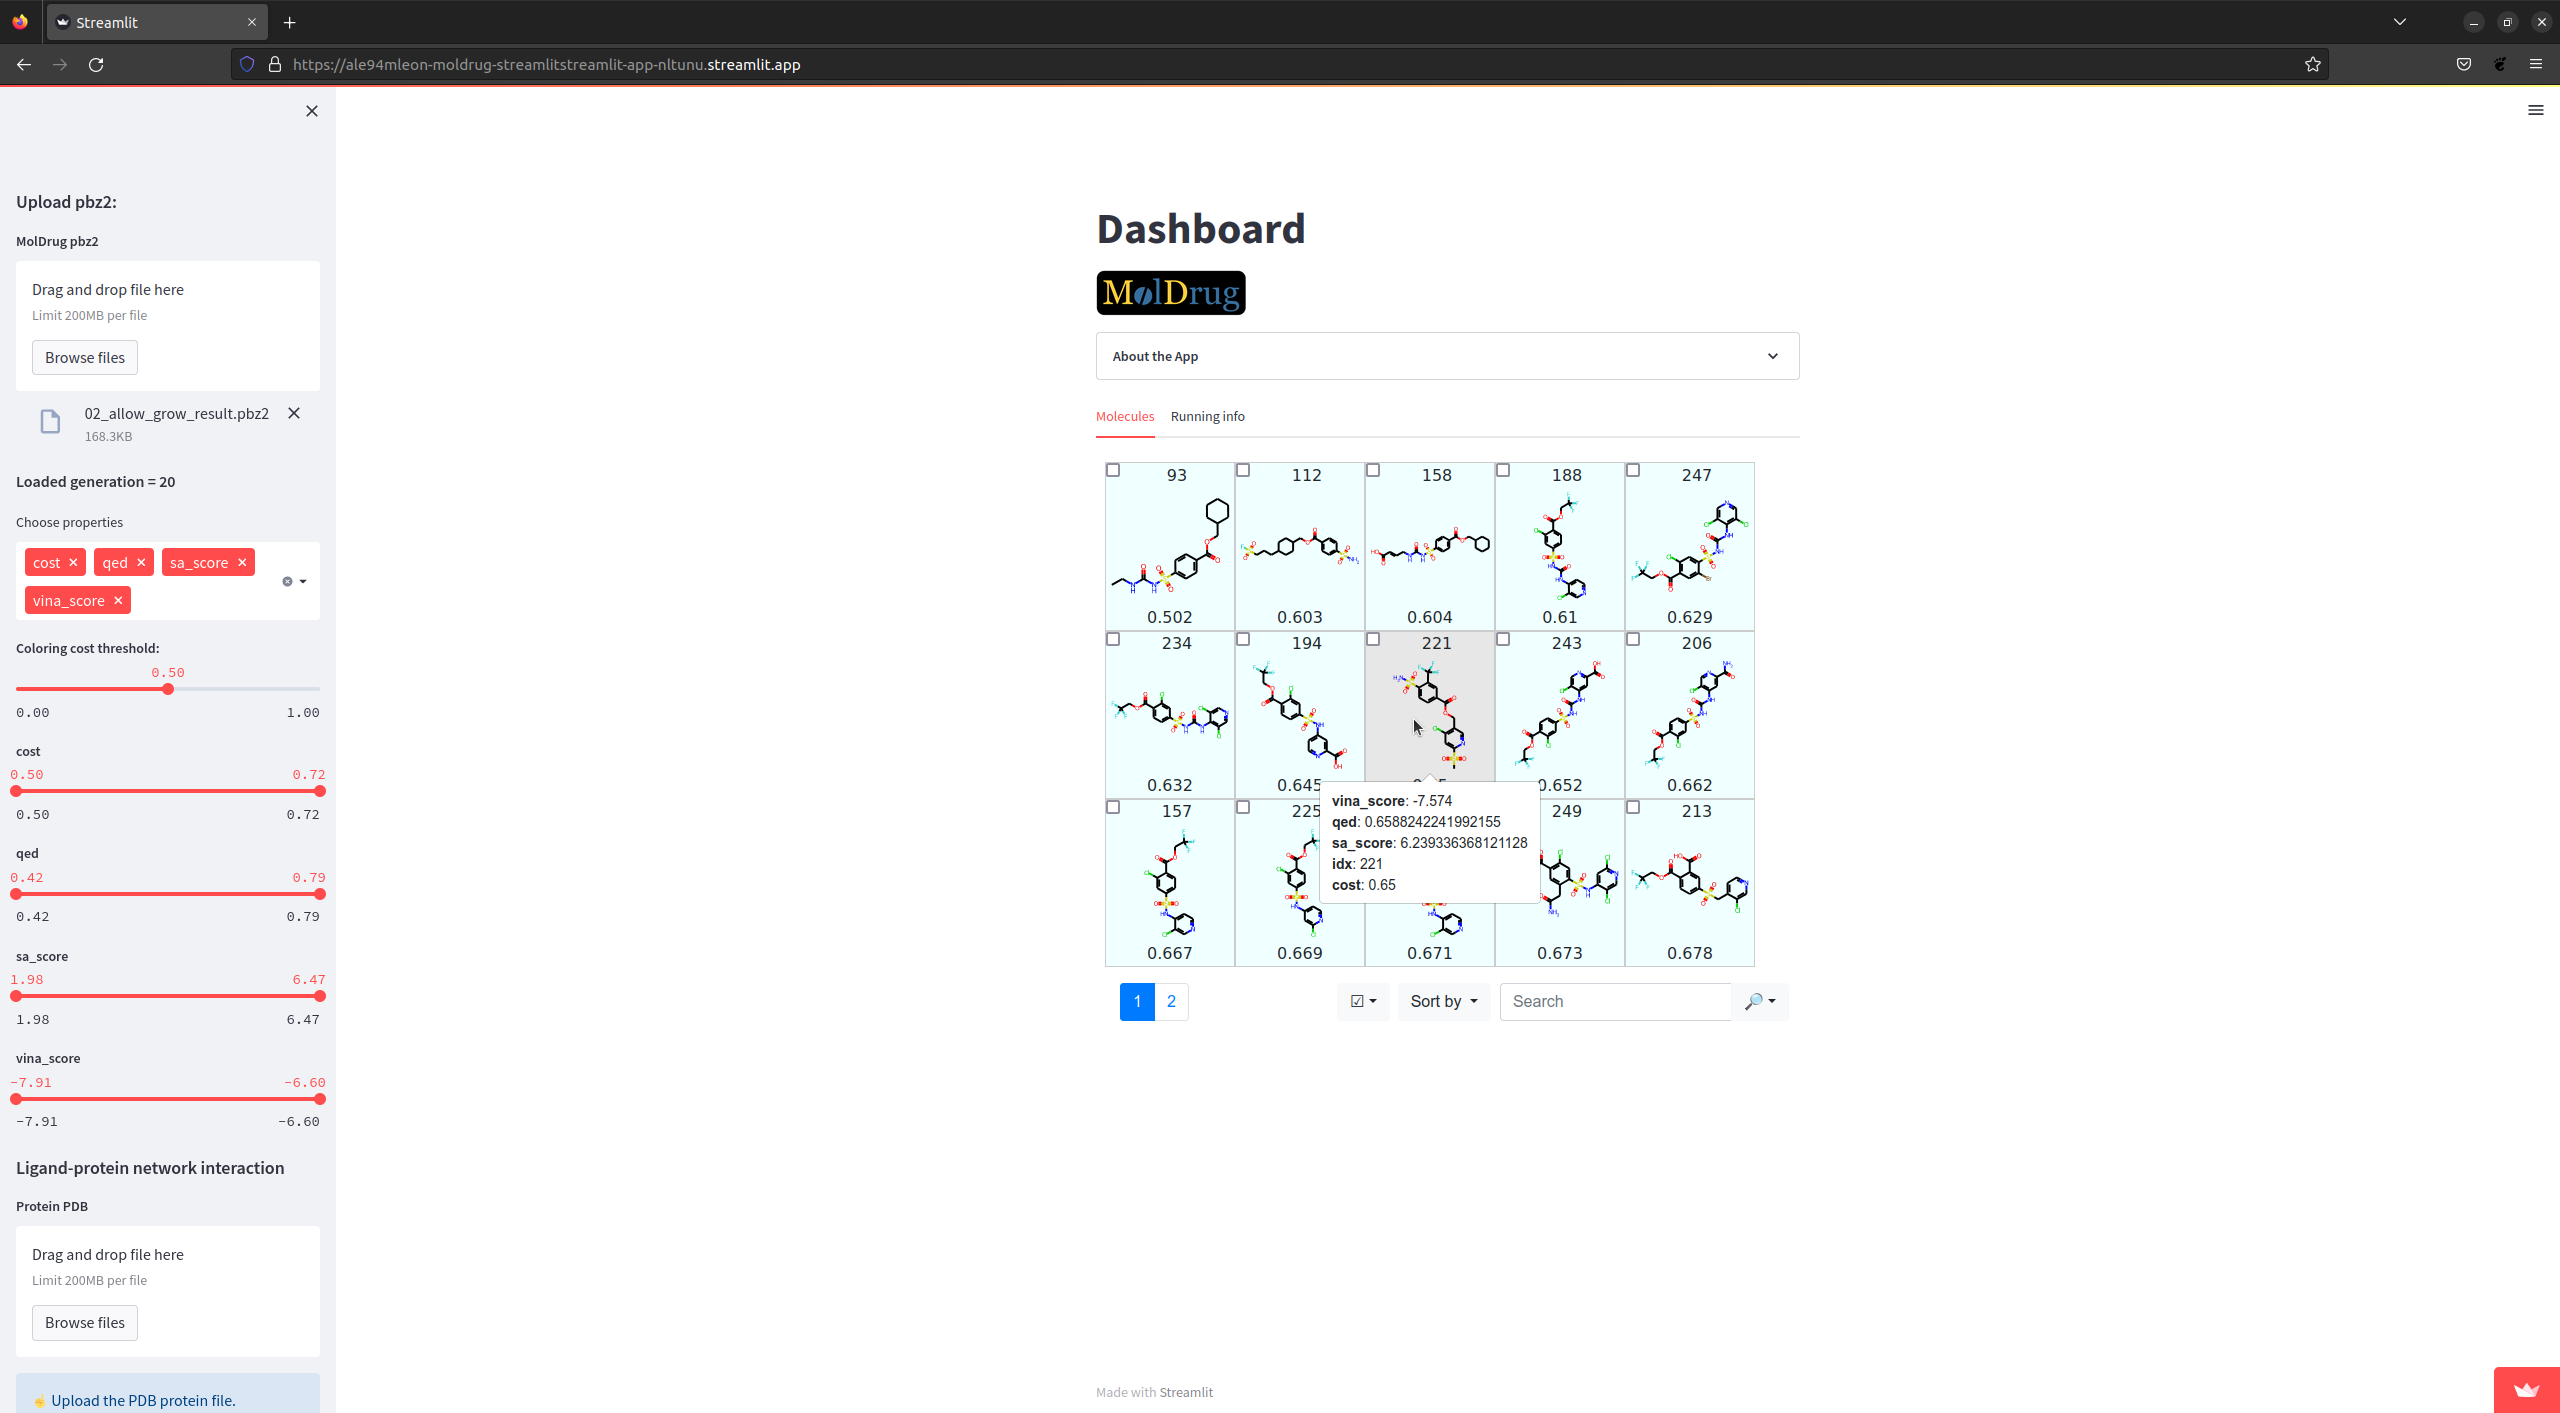 Streamlit
https://ale94mleon-moldrug-streamlitstreamlit-app-nltunu.streamlit.app
Upload pbz2:
MolDrug pbz2
Drag and drop file here
Limit 200MB per file
Browse files
02_allow_grow_result.pbz2
168.3KB
Loaded generation = 20
Choose properties
cost
qed
sa_score
vina_score
Coloring cost threshold:
0.50
0.00 1.00
cost
0.50 0.72
0.50 0.72
qed
0.42 0.79
0.42 0.79
sa_score
1.98 6.47
1.98 6.47
vina_score
-7.91 -6.60
-7.91 -6.60
Ligand-protein network interaction
Protein PDB
Drag and drop file here
Limit 200MB per file
Browse files
Upload the PDB protein file.
Dashboard
MolDrug
About the App
Molecules Running info
93 112 158 188 247
0.502 0.603 0.604 0.61 0.629
234 194 221 243 206
0.632 0.645 0.652 0.662
157 225 249 213
vina_score: -7.574
qed: 0.6588242241992155
sa_score: 6.239336368121128
idx: 221
cost: 0.65
0.667 0.669 0.671 0.673 0.678
1 2 Sort by Search
Made with Streamlit